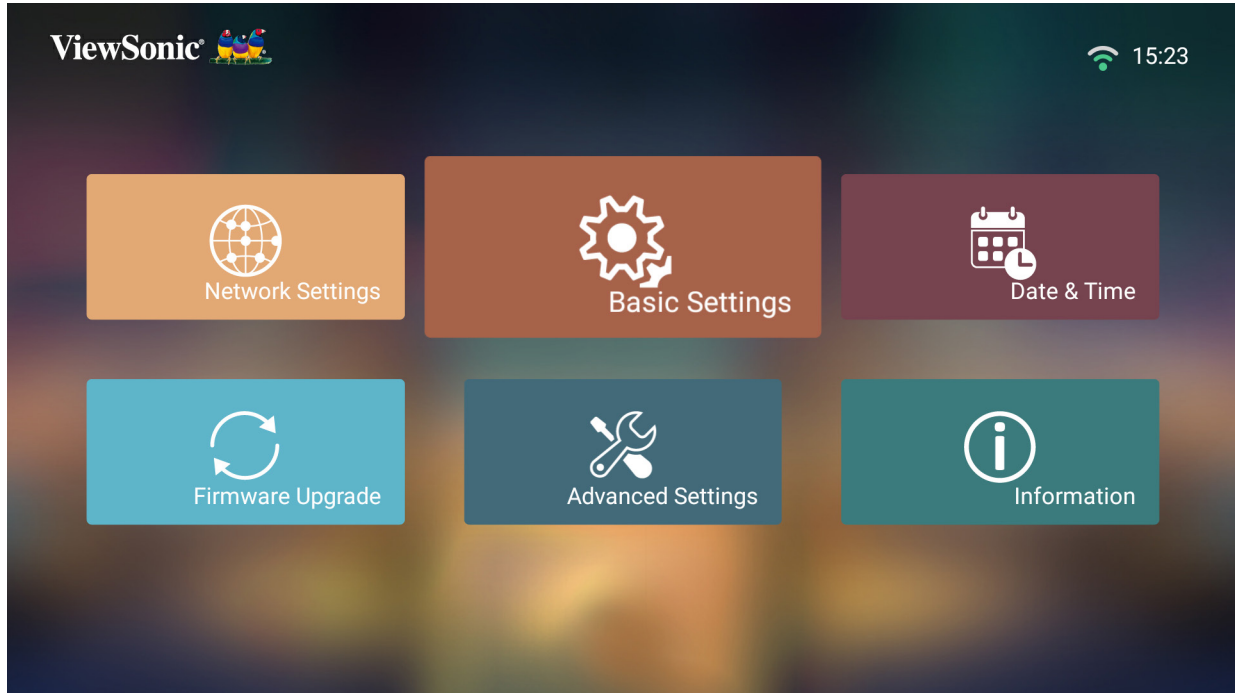 ViewSonic®
15:23
Network Settings
Basic Settings
Date & Time
Firmware Upgrade
Advanced Settings
Information